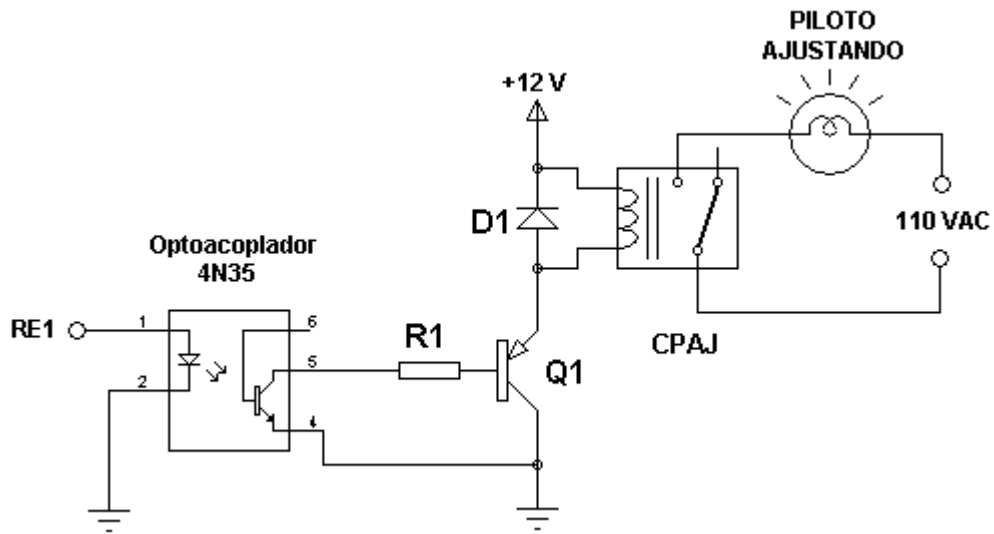 PILOTO
AJUSTANDO
+12 V
D1
110 VAC
Optoacoplador
4N35
RE1
1
6
R1
CPAJ
5
Q1
2
4